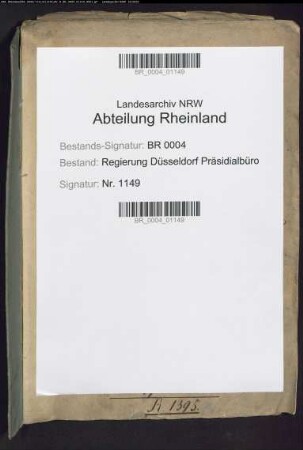 BR_0004_01149
Landesarchiv NRW
Abteilung Rheinland
Bestands-Signatur: BR 0004
Bestand: Regierung Düsseldorf Präsidialbüro
Signatur: Nr. 1149
BR_0004_01149